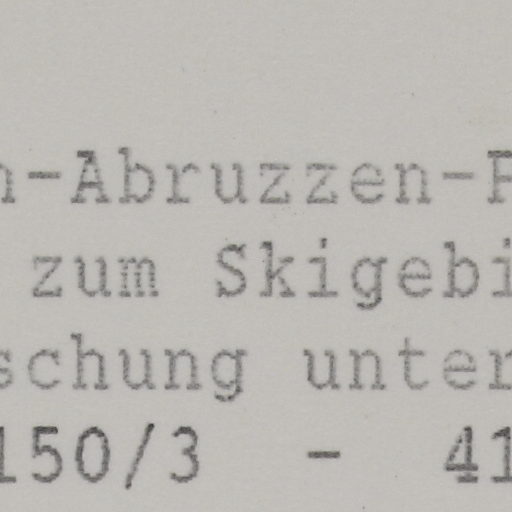 n-Abruzzen-P
zum Skigebi
schung unter
150/3 - 41